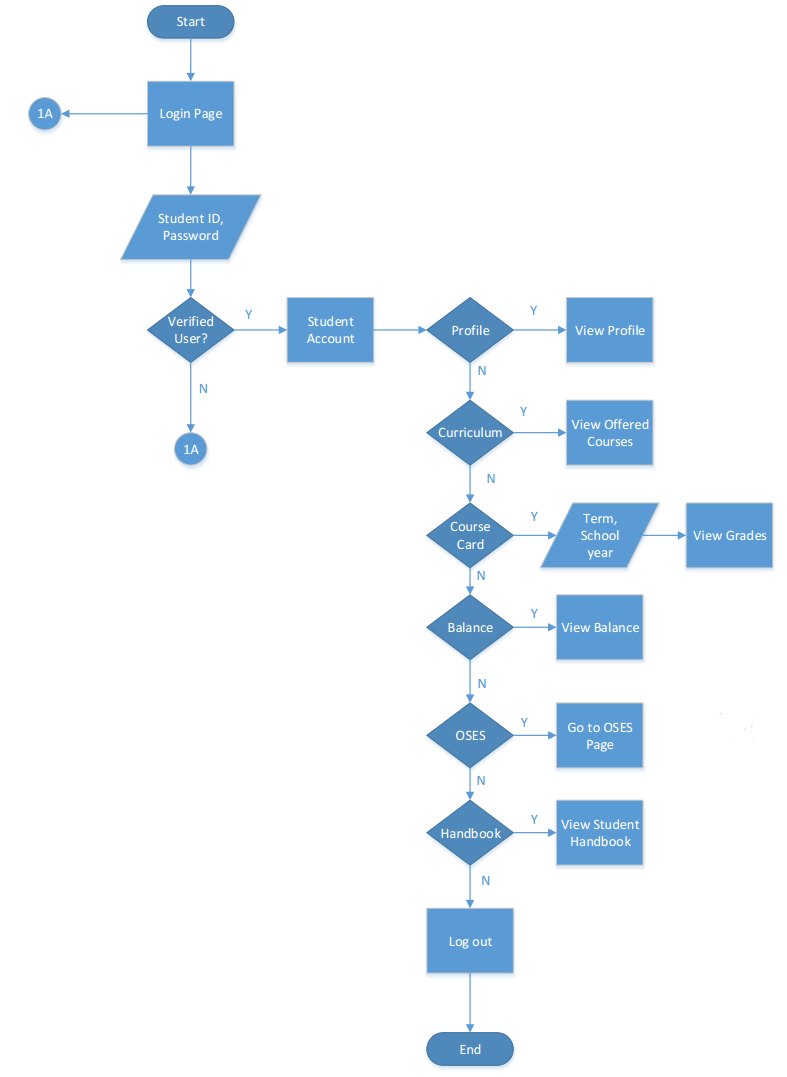 Start
1A
Login Page
Student ID,
Password
Verified
User?
Y
Student
Account
Profile
Y
View Profile
N
N
1A
Curriculum
Y
View Offered
Courses
N
Course
Card
Y
Term,
School
year
View Grades
N
Balance
Y
View Balance
N
OSES
Y
Go to OSES
Page
N
Handbook
Y
View Student
Handbook
N
Log out
End